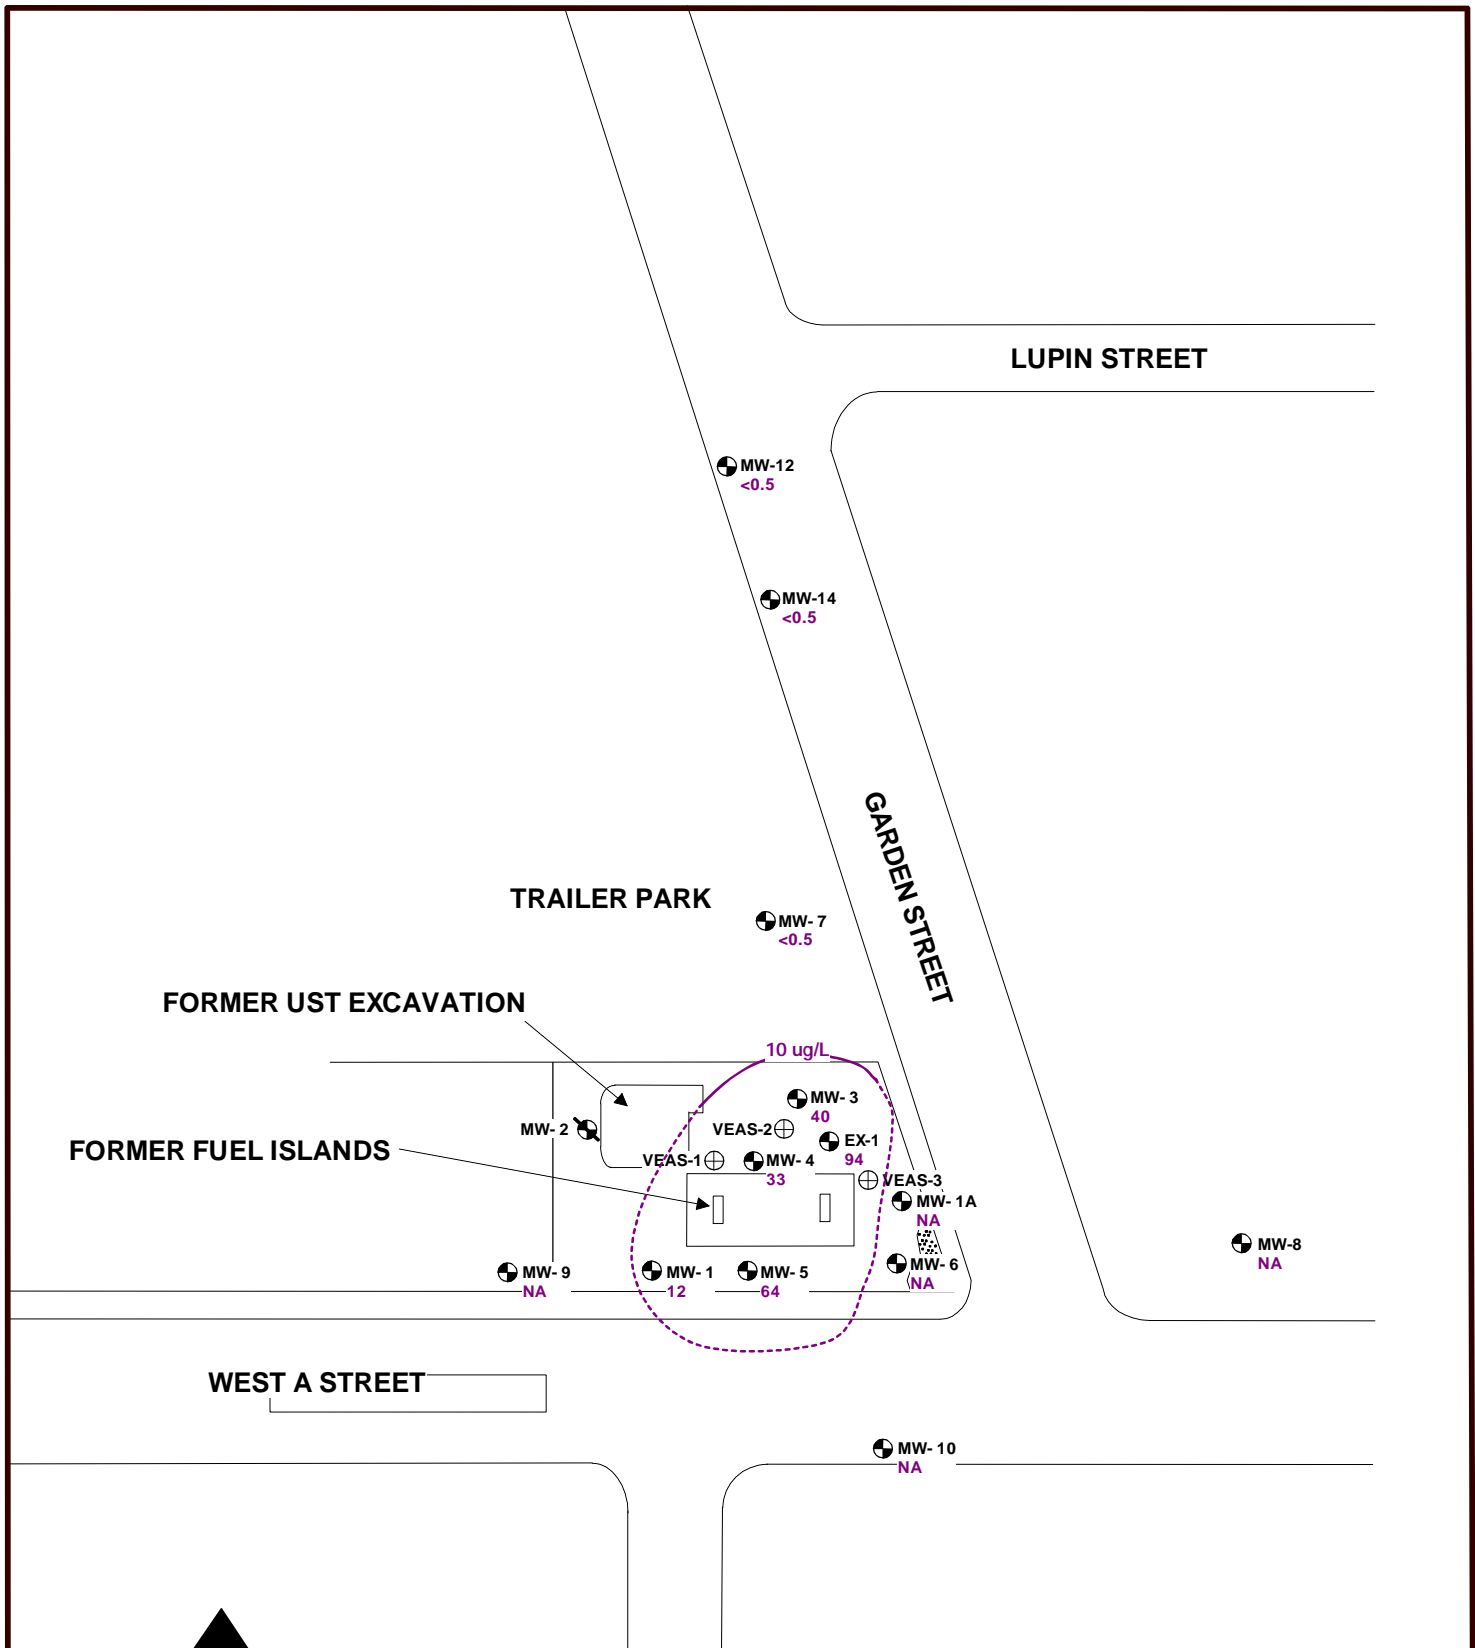 LUPIN STREET
MW-12
<0.5
MW-14
<0.5
GARDEN STREET
TRAILER PARK
MW- 7
<0.5
FORMER UST EXCAVATION
10 ug/L
MW- 3
40
MW- 2
VEAS-2
EX-1
94
FORMER FUEL ISLANDS
VEAS-1
MW- 4
33
VEAS-3
MW- 1A
NA
MW-8
NA
MW- 6
NA
MW- 9
NA
MW- 1
12
MW- 5
64
WEST A STREET
MW- 10
NA